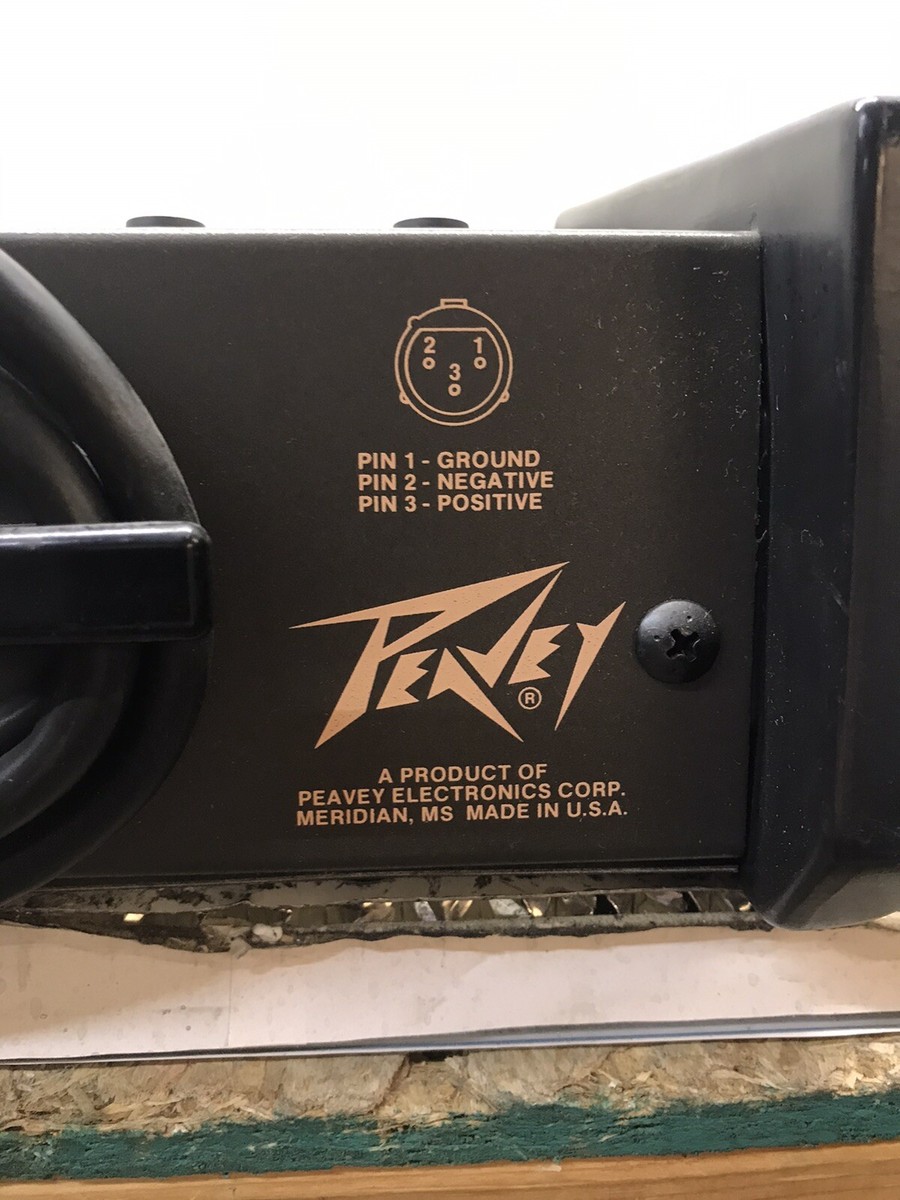 2 1
3
PIN 1 - GROUND
PIN 2 - NEGATIVE
PIN 3 - POSITIVE
PEAVEY ®
A PRODUCT OF
PEAVEY ELECTRONICS CORP.
MERIDIAN, MS MADE IN U.S.A.